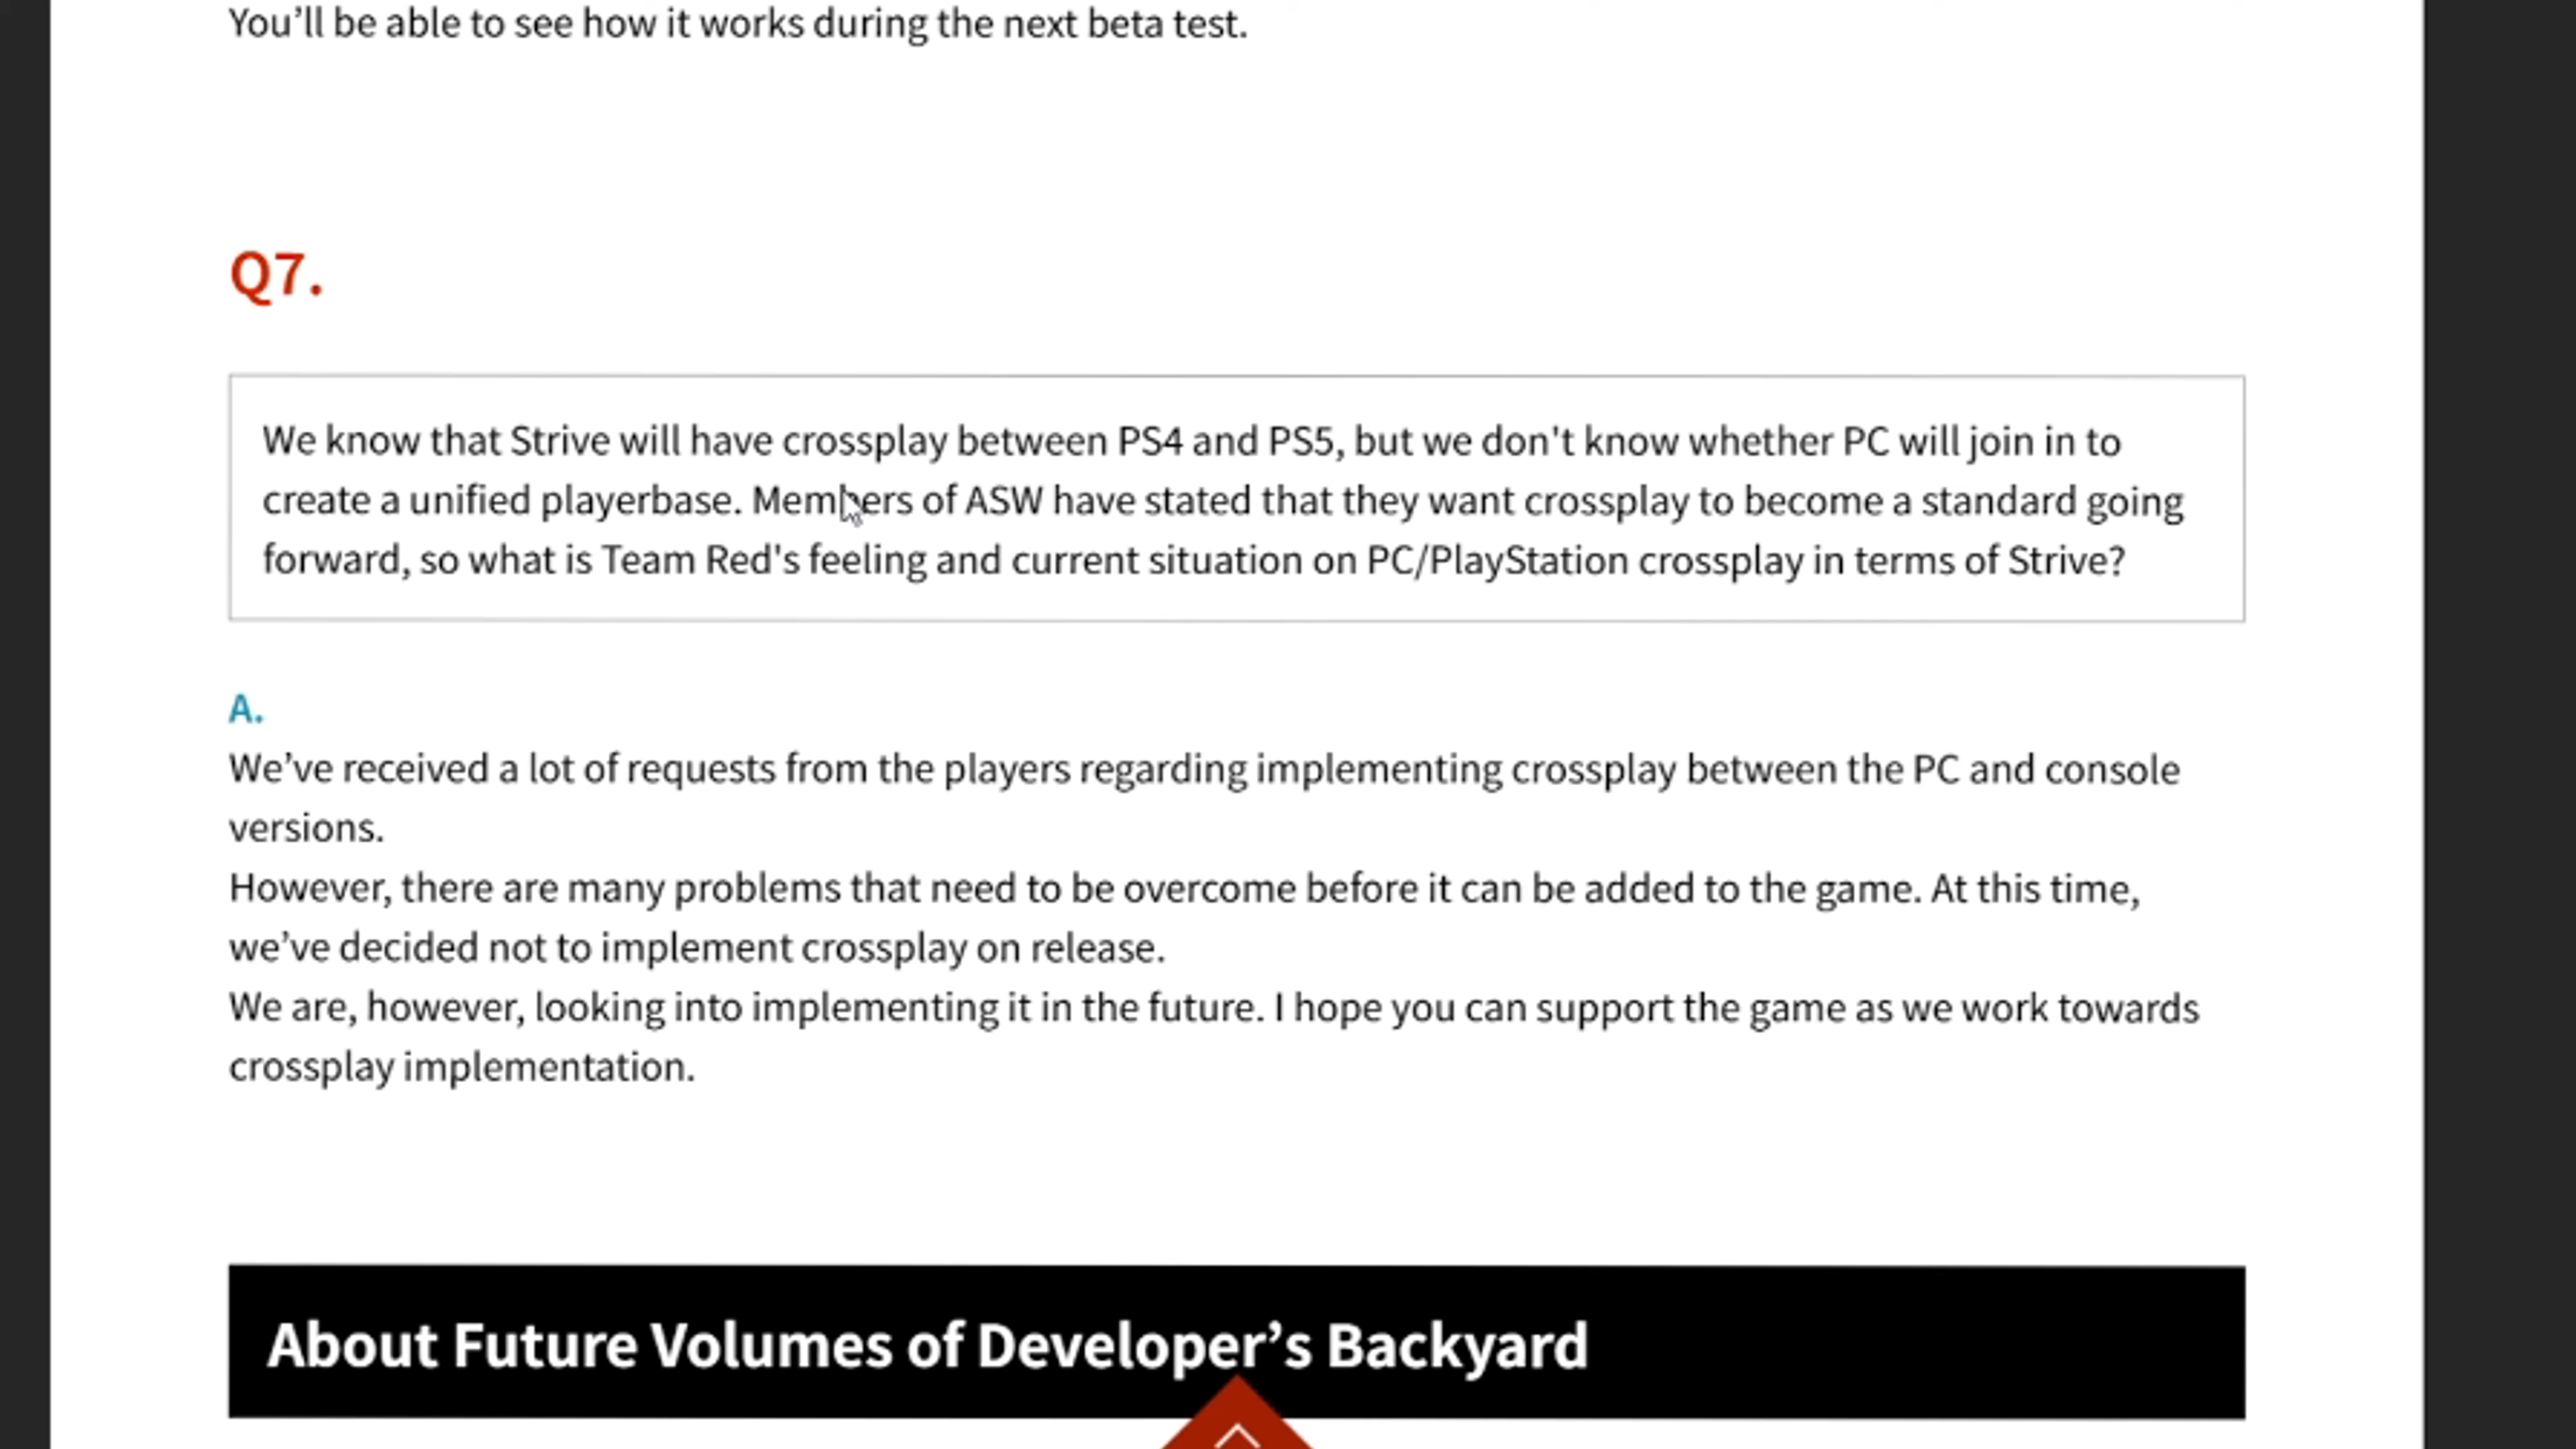 You’ll be able to see how it works during the next beta test.
Q7.
We know that Strive will have crossplay between PS4 and PS5, but we don't know whether PC will join in to
create a unified playerbase. Members of ASW have stated that they want crossplay to become a standard going
forward, so what is Team Red's feeling and current situation on PC/PlayStation crossplay in terms of Strive?
A.
We’ve received a lot of requests from the players regarding implementing crossplay between the PC and console
versions.
However, there are many problems that need to be overcome before it can be added to the game. At this time,
we’ve decided not to implement crossplay on release.
We are, however, looking into implementing it in the future. I hope you can support the game as we work towards
crossplay implementation.
About Future Volumes of Developer’s Backyard